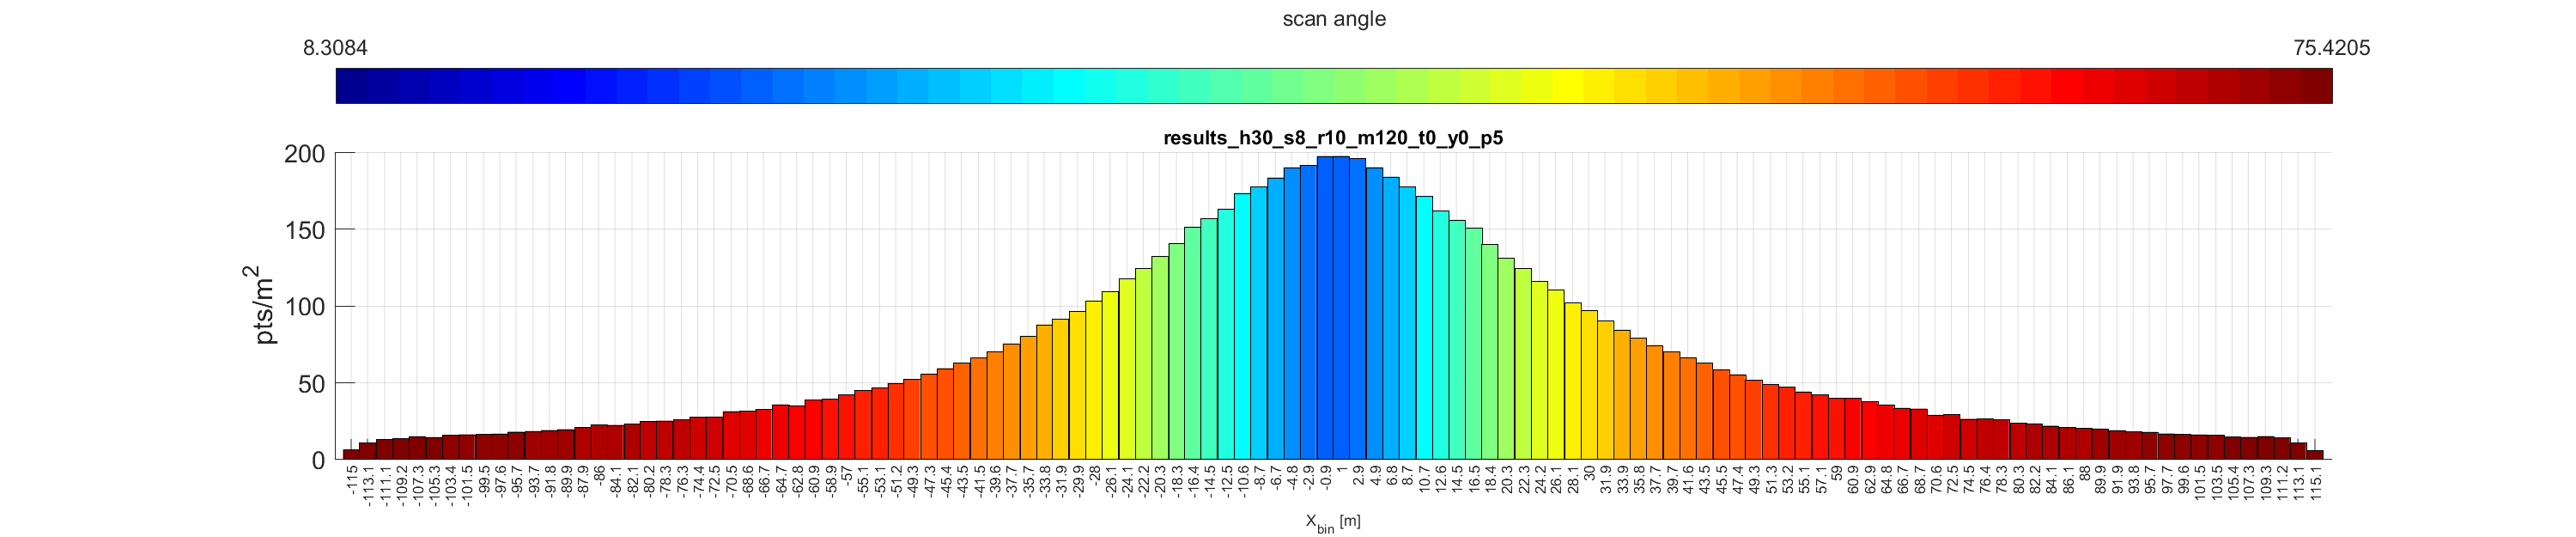 scan angle
8.3084 75.4205
results_h30_s8_r10_m120_t0_y0_p5
200
150
100
50
0
pts/m2
-115 -113.1 -111.1 -109.2 -107.3 -105.3 -103.4 -101.5 -99.5 -97.6 -95.7 -93.7 -91.8 -89.9 -87.9 -86 -84.1 -82.1 -80.2 -78.3 -76.3 -74.4 -72.5 -70.5 -68.6 -66.7 -64.7 -62.8 -60.9 -58.9 -57 -55.1 -53.1 -51.2 -49.3 -47.3 -45.4 -43.5 -41.5 -39.6 -37.7 -35.7 -33.8 -31.9 -29.9 -28 -26.1 -24.1 -22.2 -20.3 -18.3 -16.4 -14.5 -12.5 -10.6 -8.7 -6.7 -4.8 -2.9 -0.9 1 2.9 4.9 6.8 8.7 10.7 12.6 14.5 16.5 18.4 20.3 22.3 24.2 26.1 28.1 30 31.9 33.9 35.8 37.7 39.7 41.6 43.5 45.5 47.4 49.3 51.3 53.2 55.1 57.1 59 60.9 62.9 64.8 66.7 68.7 70.6 72.5 74.5 76.4 78.3 80.3 82.2 84.1 86.1 88 89.9 91.9 93.8 95.7 97.7 99.6 101.5 103.5 105.4 107.3 109.3 111.2 113.1 115.1
Xbin [m]